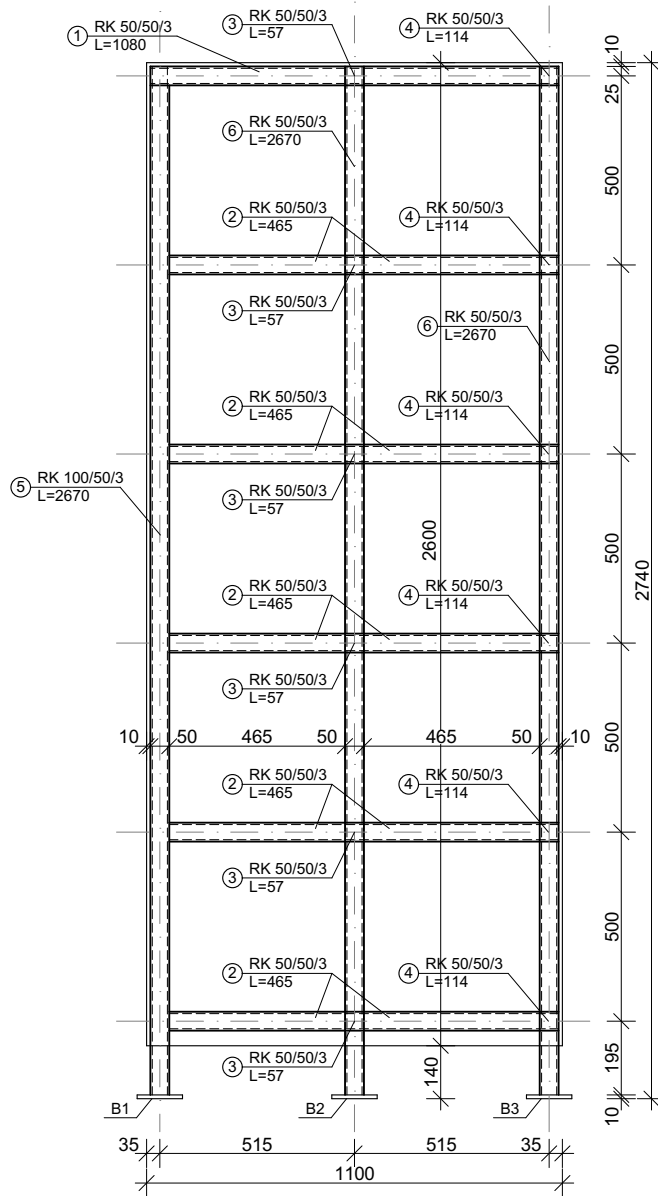 1 RK 50/50/3
L=1080
3 RK 50/50/3
L=57
4 RK 50/50/3
L=114
10
25
6 RK 50/50/3
L=2670
500
2 RK 50/50/3
L=465
4 RK 50/50/3
L=114
3 RK 50/50/3
L=57
6 RK 50/50/3
L=2670
500
2 RK 50/50/3
L=465
4 RK 50/50/3
L=114
5 RK 100/50/3
L=2670
3 RK 50/50/3
L=57
2600
500
2740
2 RK 50/50/3
L=465
4 RK 50/50/3
L=114
3 RK 50/50/3
L=57
10 50 465 50 465 50 10
500
2 RK 50/50/3
L=465
4 RK 50/50/3
L=114
3 RK 50/50/3
L=57
500
2 RK 50/50/3
L=465
4 RK 50/50/3
L=114
3 RK 50/50/3
L=57
140
195
10
B1 B2 B3
35 515 515 35
1100